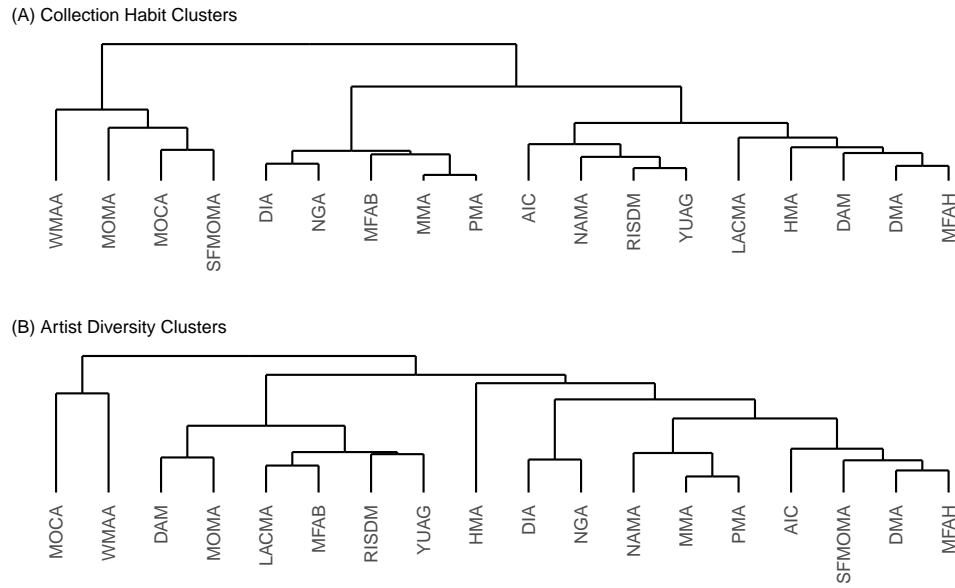 (A) Collection Habit Clusters
WMAA MOMA MOCA SFMOMA DIA NGA MFAB MMA PMA AIC NAMA RISDM YUAG LACMA HMA DAM DMA MFAH
(B) Artist Diversity Clusters
MOCA WMAA DAM MOMA LACMA MFAB RISDM YUAG HMA DIA NGA NAMA MMA PMA AIC SFMOMA DMA MFAH